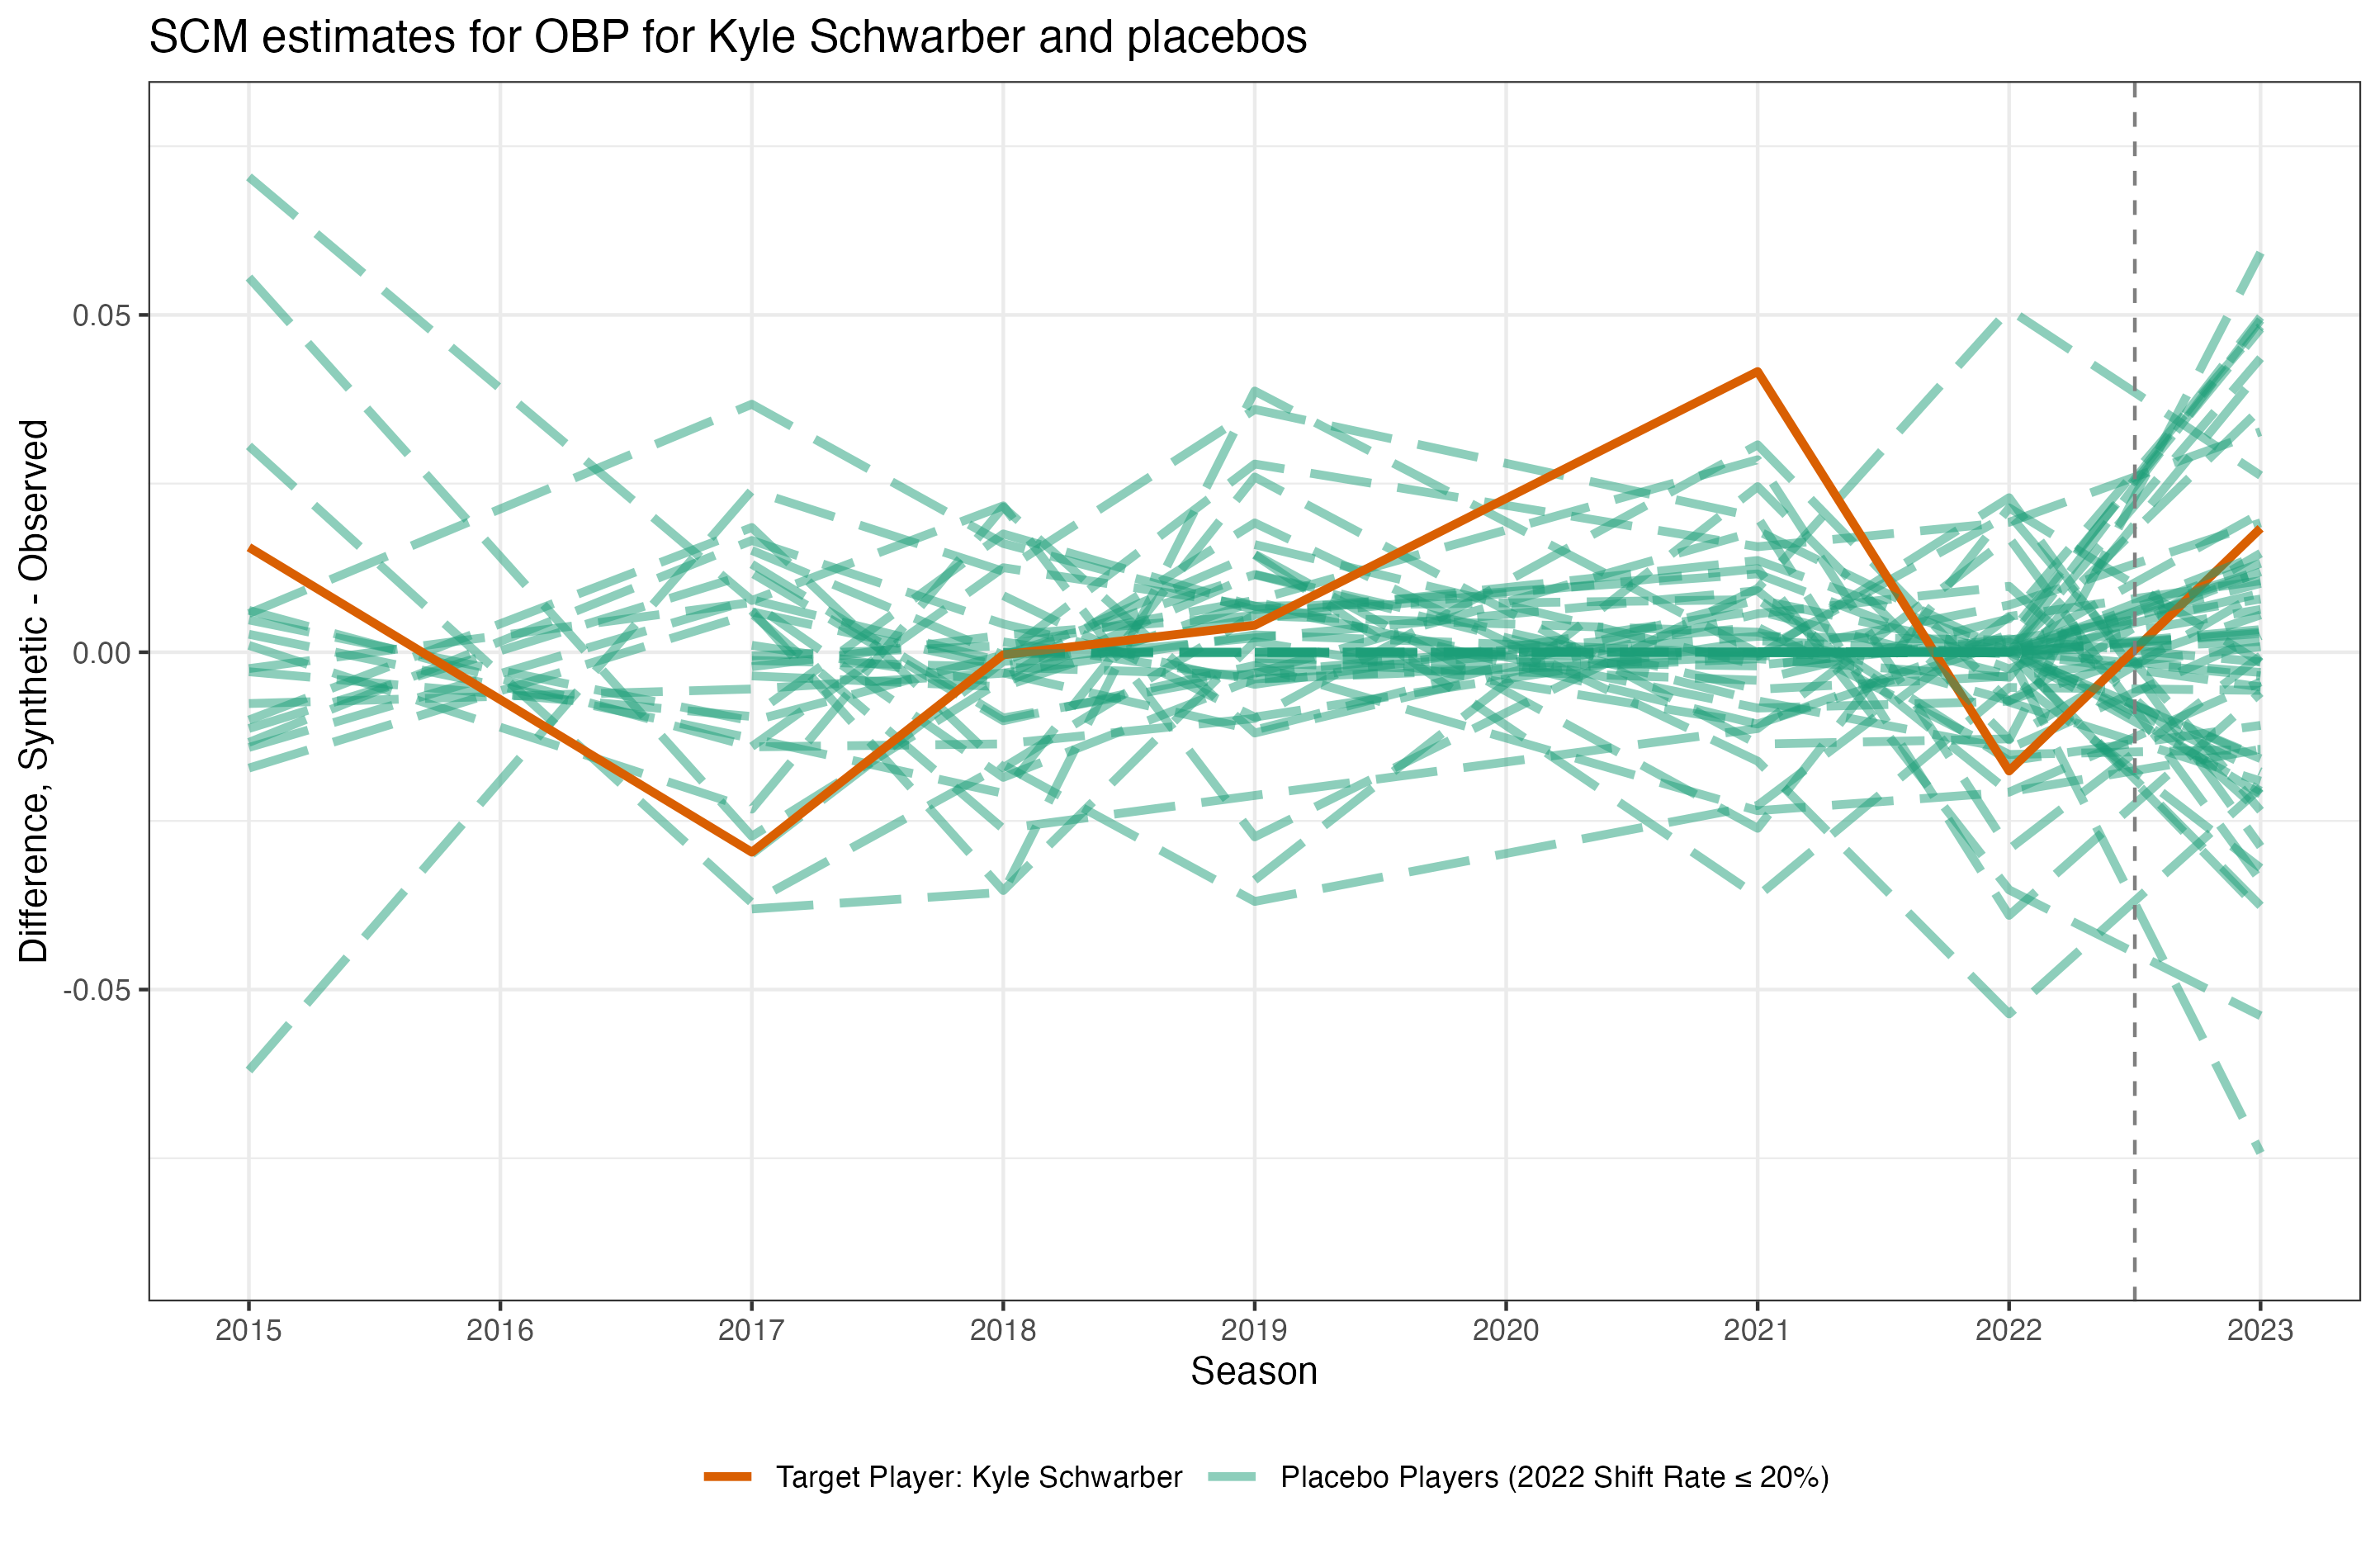 SCM estimates for OBP for Kyle Schwarber and placebos
Difference, Synthetic - Observed
0.05
0.00
-0.05
2015 2016 2017 2018 2019 2020 2021 2022 2023
Season
Target Player: Kyle Schwarber Placebo Players (2022 Shift Rate ≤ 20%)